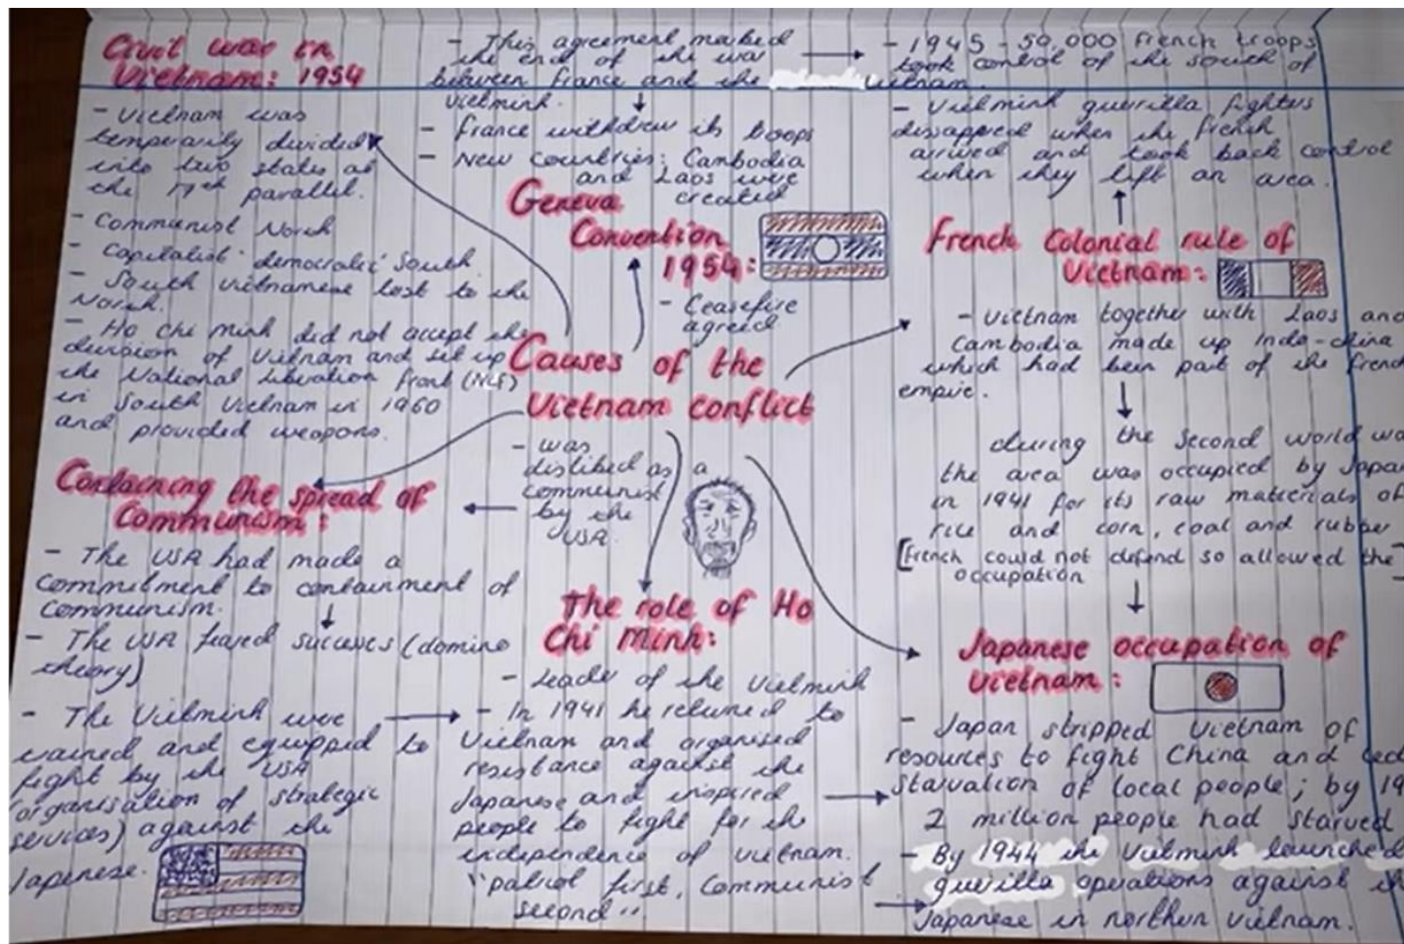 Civil war in
Vietnam: 1954
- Vietnam was
temporarily divided
into two states at
the 17th parallel.
- Communist North
- Capitalist 'democratic' South.
- South Vietnamese lost to the
North.
- Ho chi minh did not accept the
division of Vietnam and set up
the National Liberation front (NLF)
in South Vietnam in 1960
and provided weapons.
- This agreement marked
the end of the war
between france and the
Vietminh.
- france withdrew its troops
- New countries: Cambodia
and Laos were
created
Geneva
Convention
1954:
- Ceasefire
agreed
- 1945 - 50,000 french troops
took control of the south of
Vietnam.
- Vietminh guerilla fighters
disappread when the french
arrived and took back control
when they left an area.
French Colonial rule of
Vietnam:
- Vietnam together with Laos and
Cambodia made up Indo-china
which had been part of the french
empire.
during the Second world wa
the area was occupied by Japan
in 1941 for its raw materials of
rice and corn, coal and rubber
[french could not defend so allowed the
occupation
Causes of the
Vietnam conflict
- was
as a
communist
by the
USA.
Containing the spread of
Communism:
- The USA had made a
commitment to containment of
Communism.
- The USA feared (domino
theory)
- The Vietminh were
trained and equipped to
fight by the USA
(organisation of strategic
services) against the
Japanese.
The role of Ho
Chi Minh:
- Leader of the Vietminh
- In 1941 he returned to
Vietnam and organised
resistance against the
Japanese and inspired
people to fight for the
independence of vietnam.
"patriot first, Communist
second"
Japanese occupation of
Vietnam:
- Japan stripped Vietnam of
resources to fight China and led
starvation of local people; by 19
2 million people had starved
- By 1944 the Vietminh launched
guerilla operations against th
Japanese in northern vietnam.